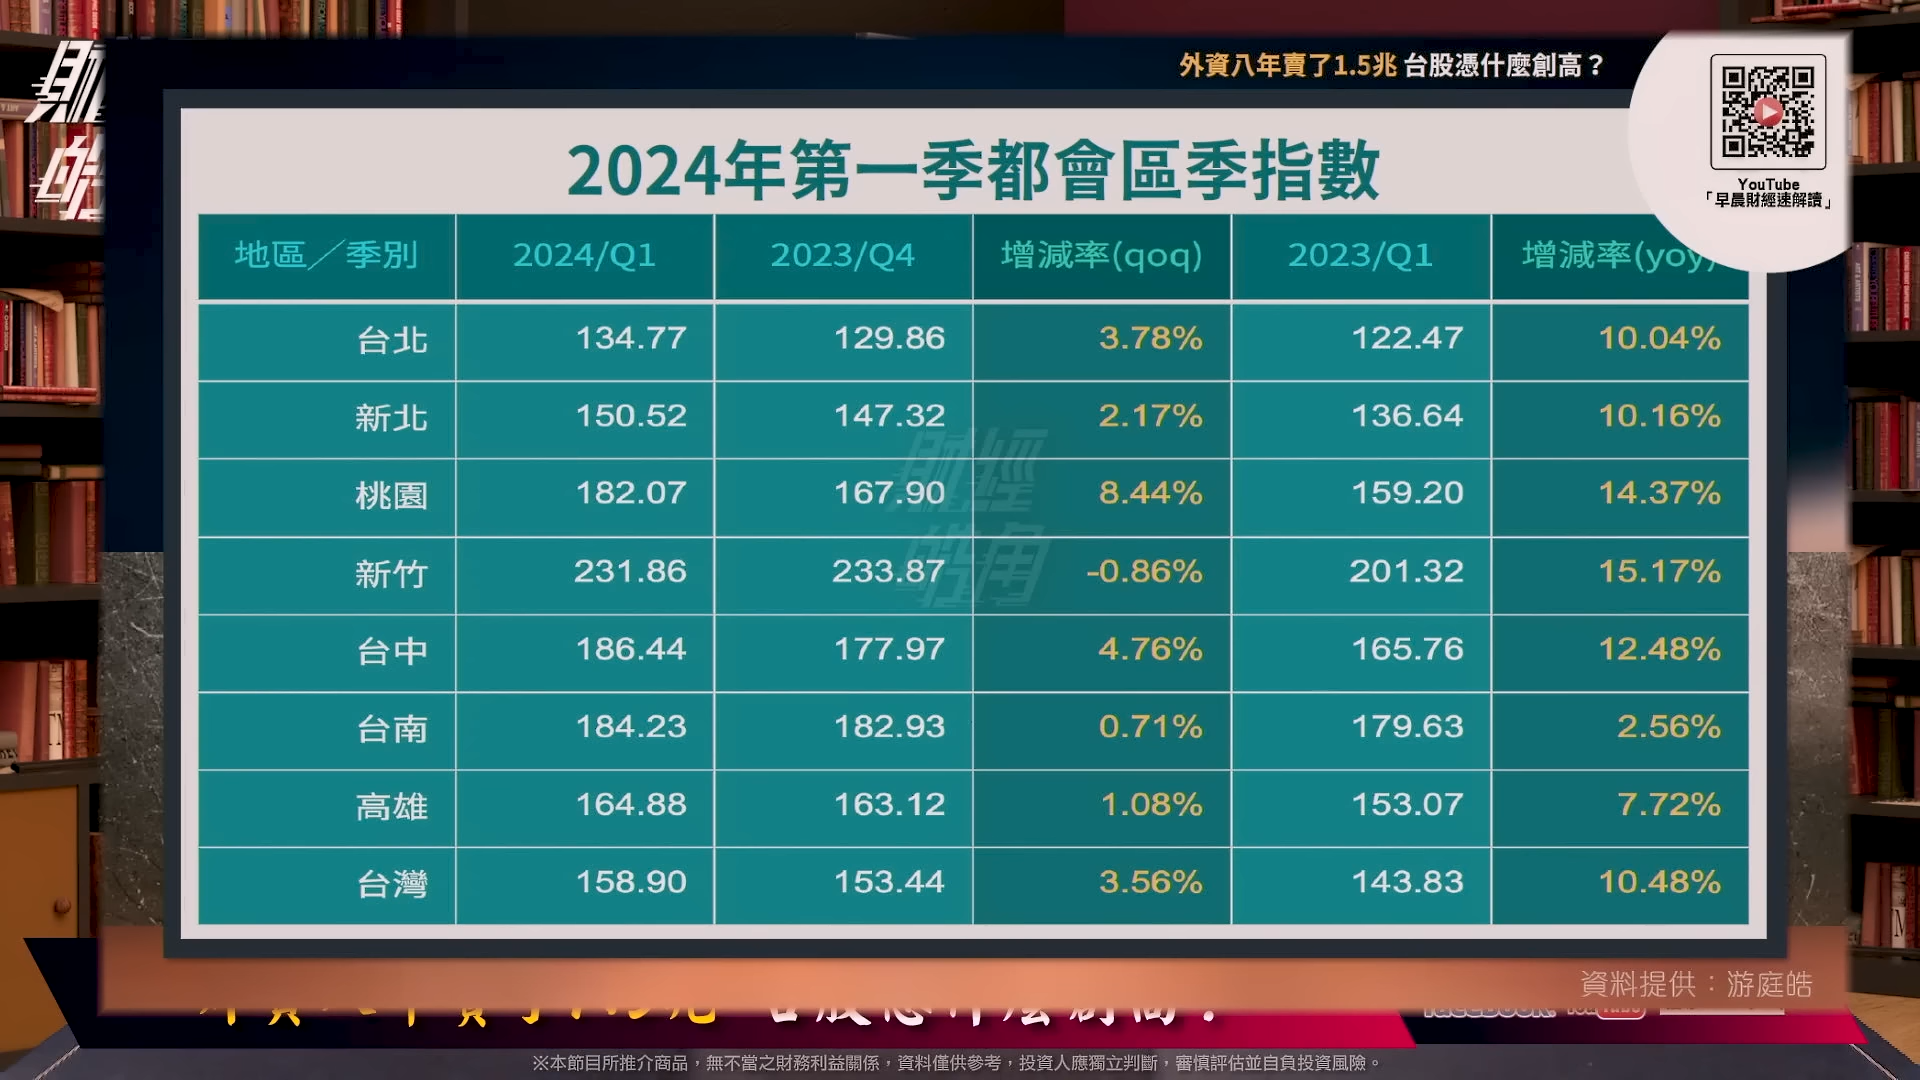 外資八年賣了1.5兆 台股憑什麼創高？
YouTube
「早晨財經速解讀」
2024年第一季都會區季指數
地區／季別 2024/Q1 2023/Q4 增減率(qoq) 2023/Q1 增減率(yoy)
台北 134.77 129.86 3.78% 122.47 10.04%
新北 150.52 147.32 2.17% 136.64 10.16%
桃園 182.07 167.90 8.44% 159.20 14.37%
新竹 231.86 233.87 -0.86% 201.32 15.17%
台中 186.44 177.97 4.76% 165.76 12.48%
台南 184.23 182.93 0.71% 179.63 2.56%
高雄 164.88 163.12 1.08% 153.07 7.72%
台灣 158.90 153.44 3.56% 143.83 10.48%
財經
皓角
資料提供：游庭皓
※本節目所推介商品，無不當之財務利益關係，資料僅供參考，投資人應獨立判斷，審慎評估並自負投資風險。